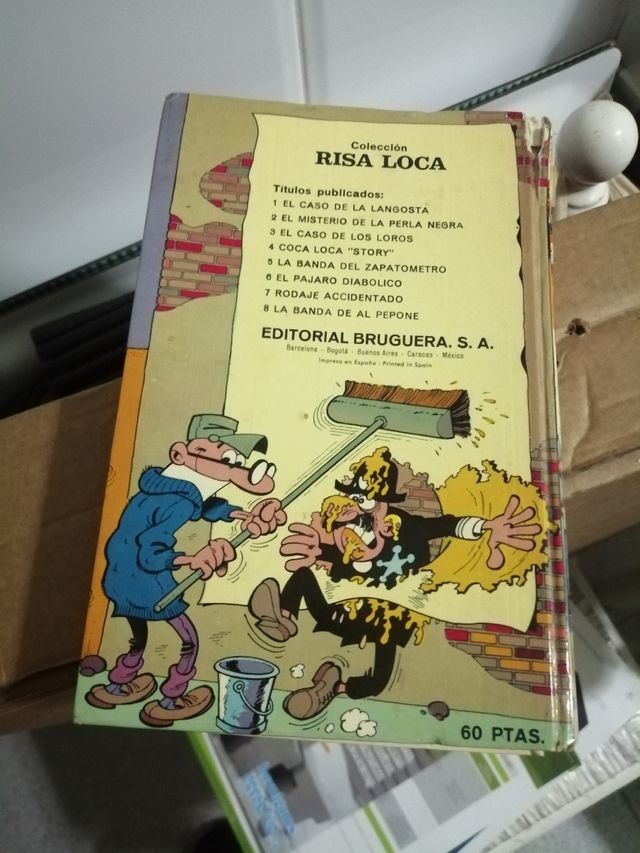 Colección
RISA LOCA
Títulos publicados:
1 EL CASO DE LA LANGOSTA
2 EL MISTERIO DE LA PERLA NEGRA
3 EL CASO DE LOS LOROS
4 COCA LOCA "STORY"
5 LA BANDA DEL ZAPATOMETRO
6 EL PAJARO DIABOLICO
7 RODAJE ACCIDENTADO
8 LA BANDA DE AL PEPONE
EDITORIAL BRUGUERA, S. A.
Barcelona - Bogotá - Buenos Aires - Caracas - México
Impreso en España - Printed in Spain
60 PTAS.